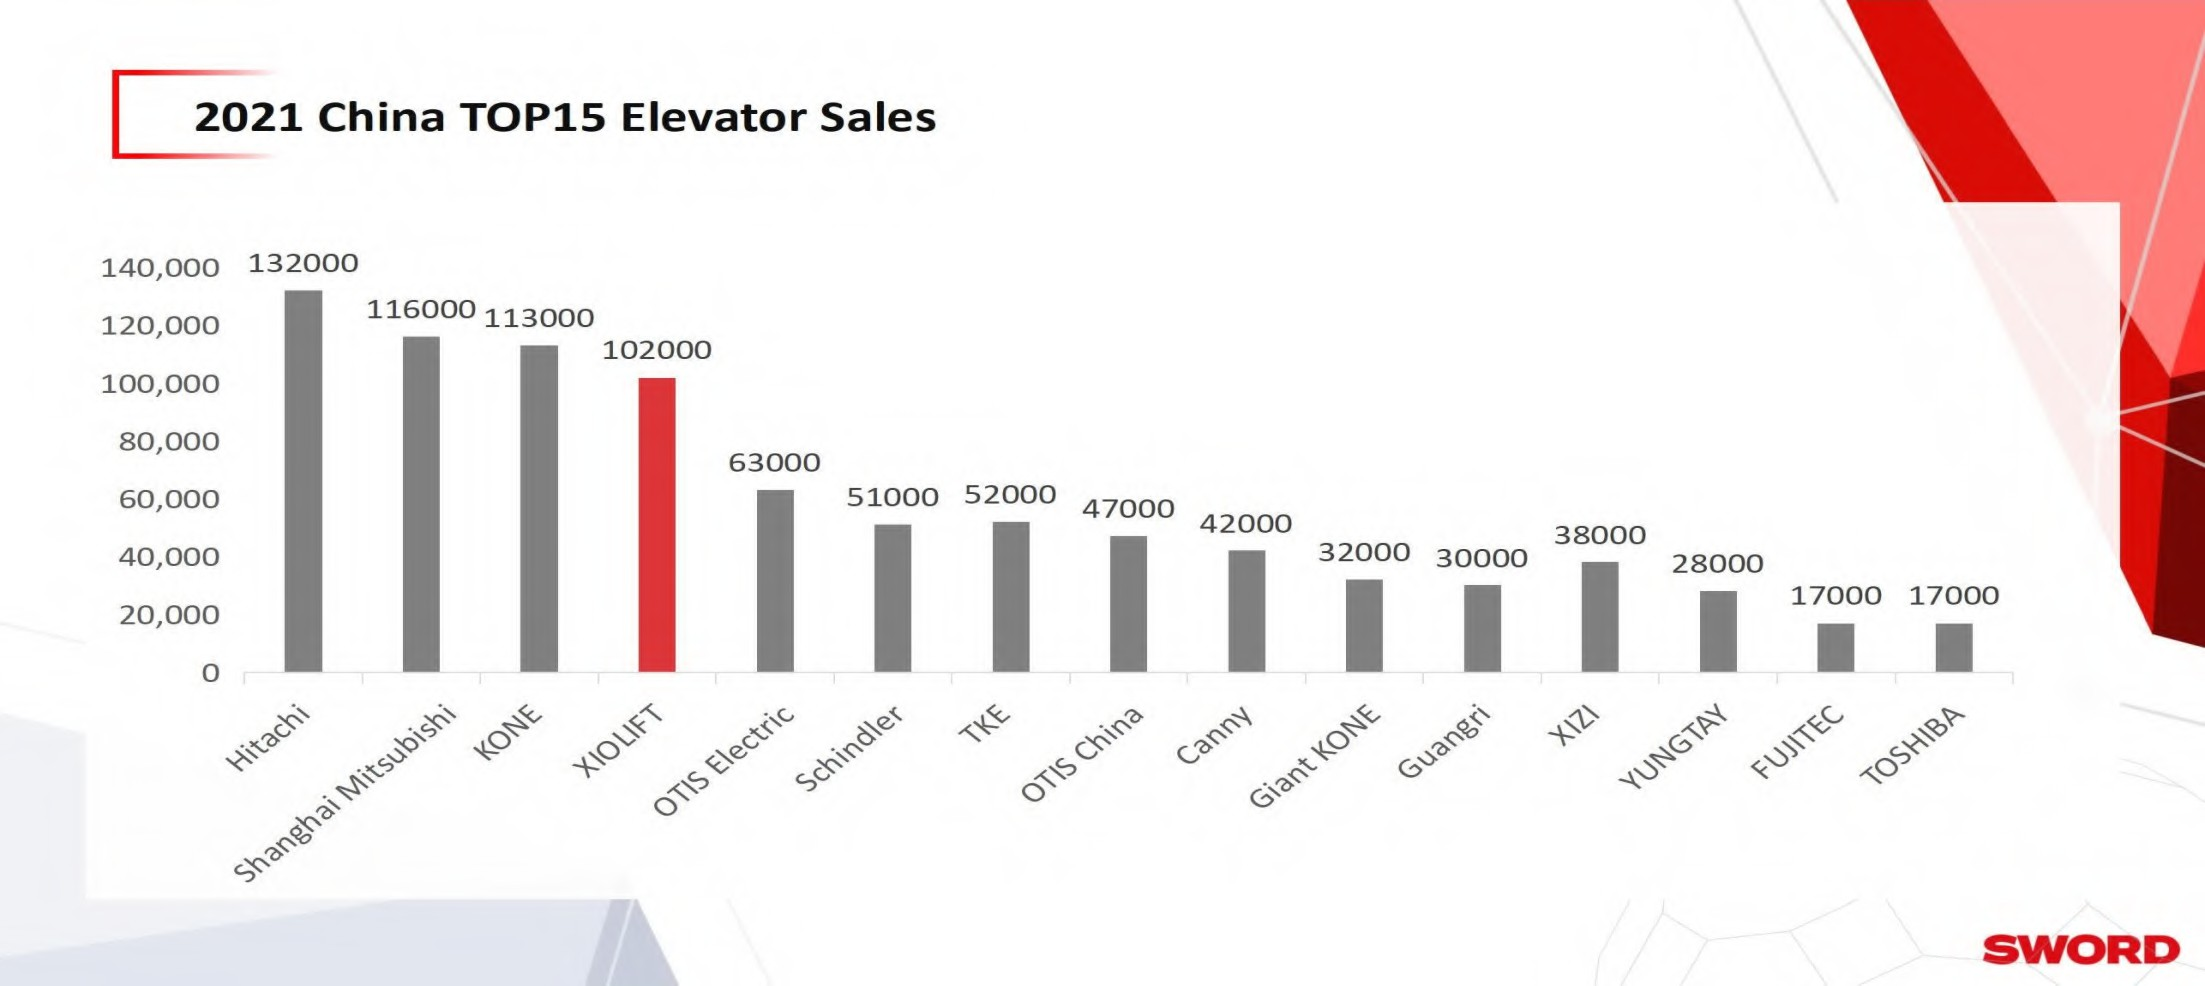 2021 China TOP15 Elevator Sales
140,000
120,000
100,000
80,000
60,000
40,000
20,000
0
132000
116000
113000
102000
63000
51000
52000
47000
42000
32000
30000
38000
28000
17000
17000
Hitachi
Shanghai Mitsubishi
KONE
XIOLIFT
OTIS Electric
Schindler
TKE
OTIS China
Canny
Giant KONE
Guangri
XIZI
YUNGTAY
FUJITEC
TOSHIBA
SWORD